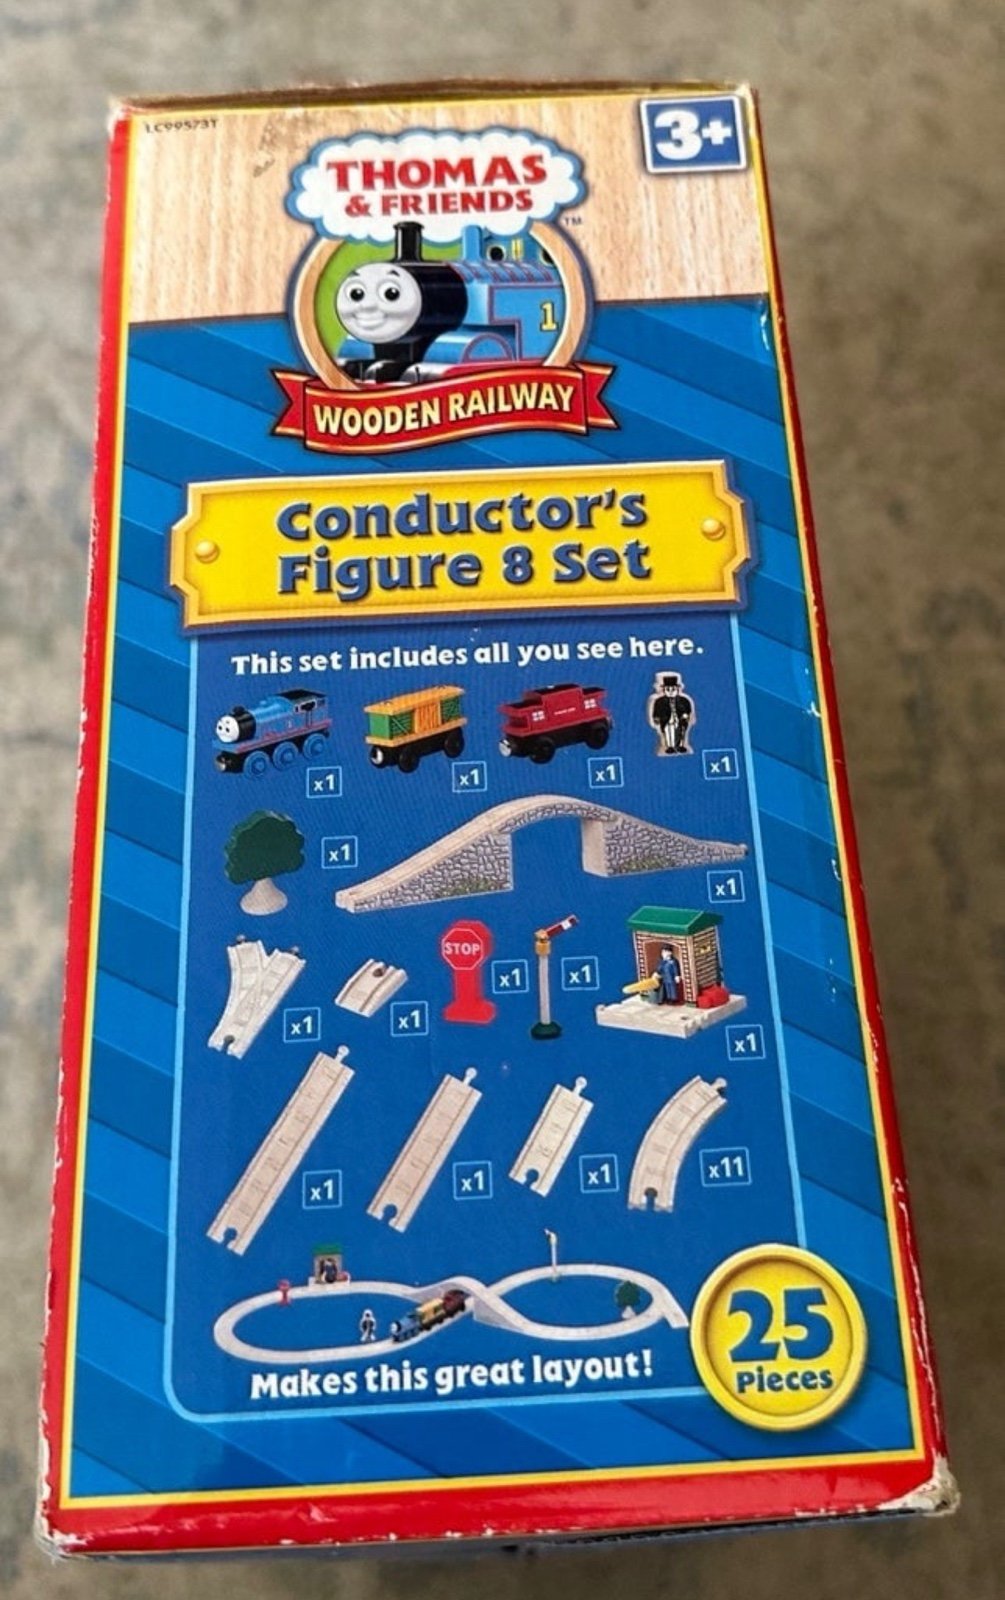 LC99573T
3+
THOMAS
& FRIENDS
TM
1
WOODEN RAILWAY
Conductor's
Figure 8 Set
This set includes all you see here.
x1
x1
x1
x1
x1
x1
STOP
x1
x1
x1
x1
x1
x1
x1
x1
x11
25
Pieces
Makes this great layout!